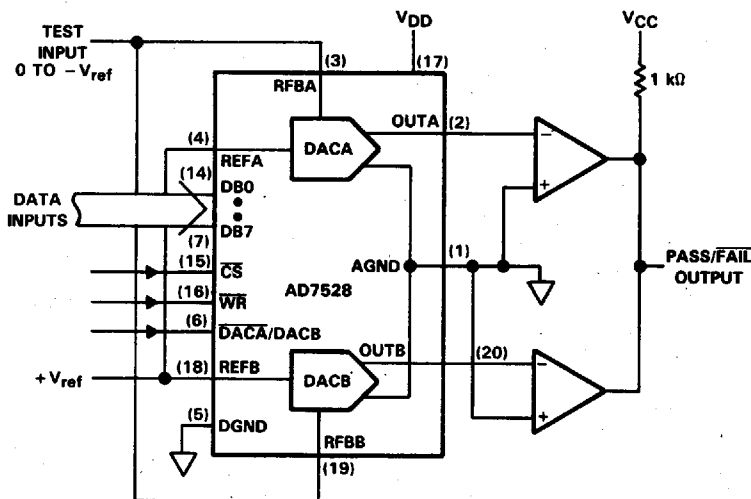 TEST
INPUT
0 TO − Vref
VDD
VCC
(3)
(17)
1 kΩ
RFBA
OUTA
(2)
(4)
REFA
DACA
−
+
(14)
DB0
DATA
INPUTS
DB7
(7)
AGND
(1)
PASS/FAIL
OUTPUT
(15)
CS
AD7528
(16)
WR
(6)
DACA/DACB
OUTB
(20)
+ Vref
(18)
REFB
DACB
−
+
(5)
DGND
RFBB
(19)